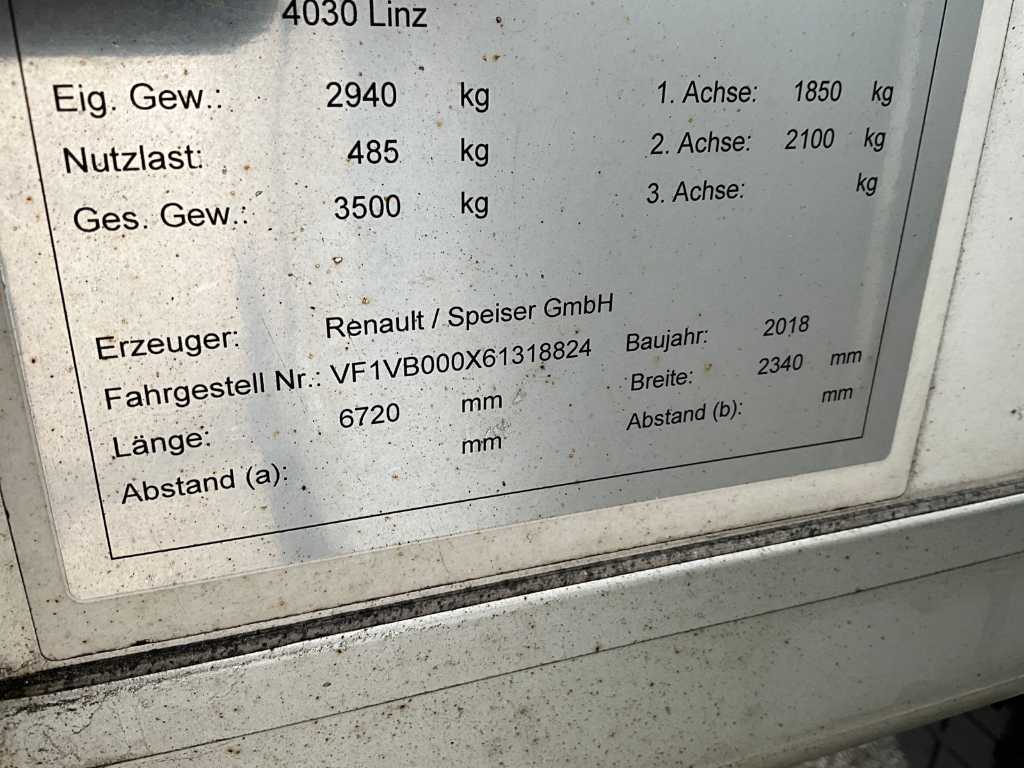 4030 Linz
Eig. Gew.: 2940 kg 1. Achse: 1850 kg
Nutzlast: 485 kg 2. Achse: 2100 kg
Ges. Gew.: 3500 kg 3. Achse: kg
Erzeuger: Renault / Speiser GmbH Baujahr: 2018
Fahrgestell Nr.: VF1VB000X61318824 Breite: 2340 mm
Länge: 6720 mm Abstand (b): mm
Abstand (a): mm